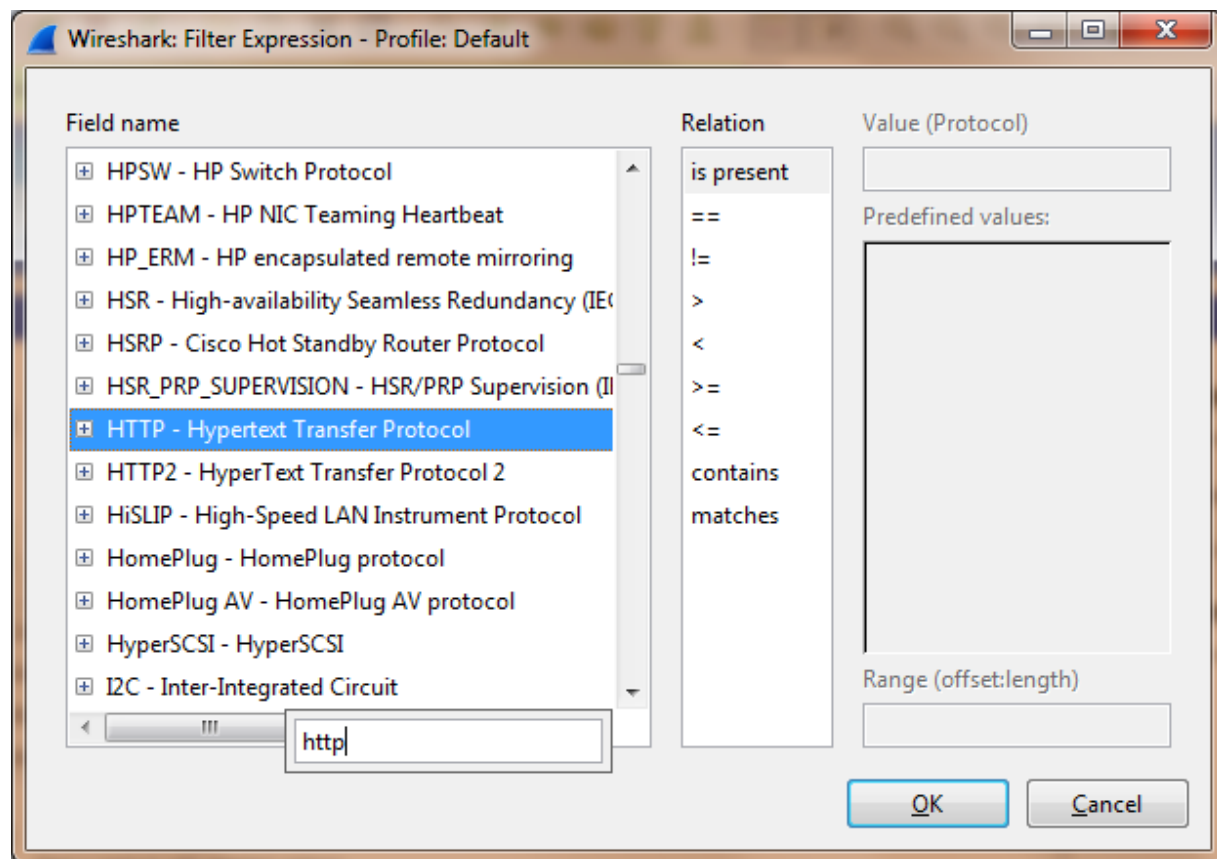 Wireshark: Filter Expression - Profile: Default
Field name
HPSW - HP Switch Protocol
HPTEAM - HP NIC Teaming Heartbeat
HP_ERM - HP encapsulated remote mirroring
HSR - High-availability Seamless Redundancy (IEC
HSRP - Cisco Hot Standby Router Protocol
HSR_PRP_SUPERVISION - HSR/PRP Supervision (II
HTTP - Hypertext Transfer Protocol
HTTP2 - HyperText Transfer Protocol 2
HiSLIP - High-Speed LAN Instrument Protocol
HomePlug - HomePlug protocol
HomePlug AV - HomePlug AV protocol
HyperSCSI - HyperSCSI
I2C - Inter-Integrated Circuit
http
Relation
is present
==
!=
>
<
>=
<=
contains
matches
Value (Protocol)
Predefined values:
Range (offset:length)
OK
Cancel